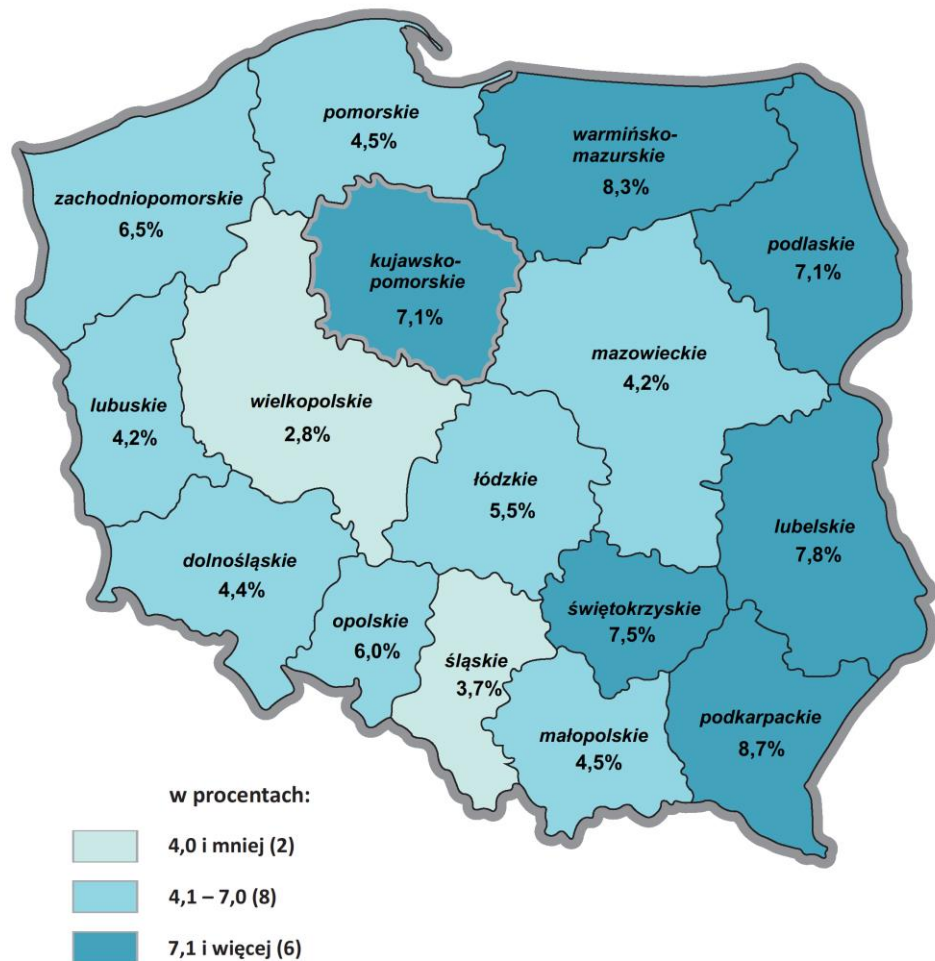 pomorskie
4,5%
warmińsko-
mazurskie
8,3%
zachodniopomorskie
6,5%
kujawsko-
pomorskie
7,1%
podlaskie
7,1%
mazowieckie
4,2%
lubuskie
4,2%
wielkopolskie
2,8%
łódzkie
5,5%
lubelskie
7,8%
dolnośląskie
4,4%
opolskie
6,0%
świętokrzyskie
7,5%
śląskie
3,7%
małopolskie
4,5%
podkarpackie
8,7%
w procentach:
4,0 i mniej (2)
4,1 – 7,0 (8)
7,1 i więcej (6)